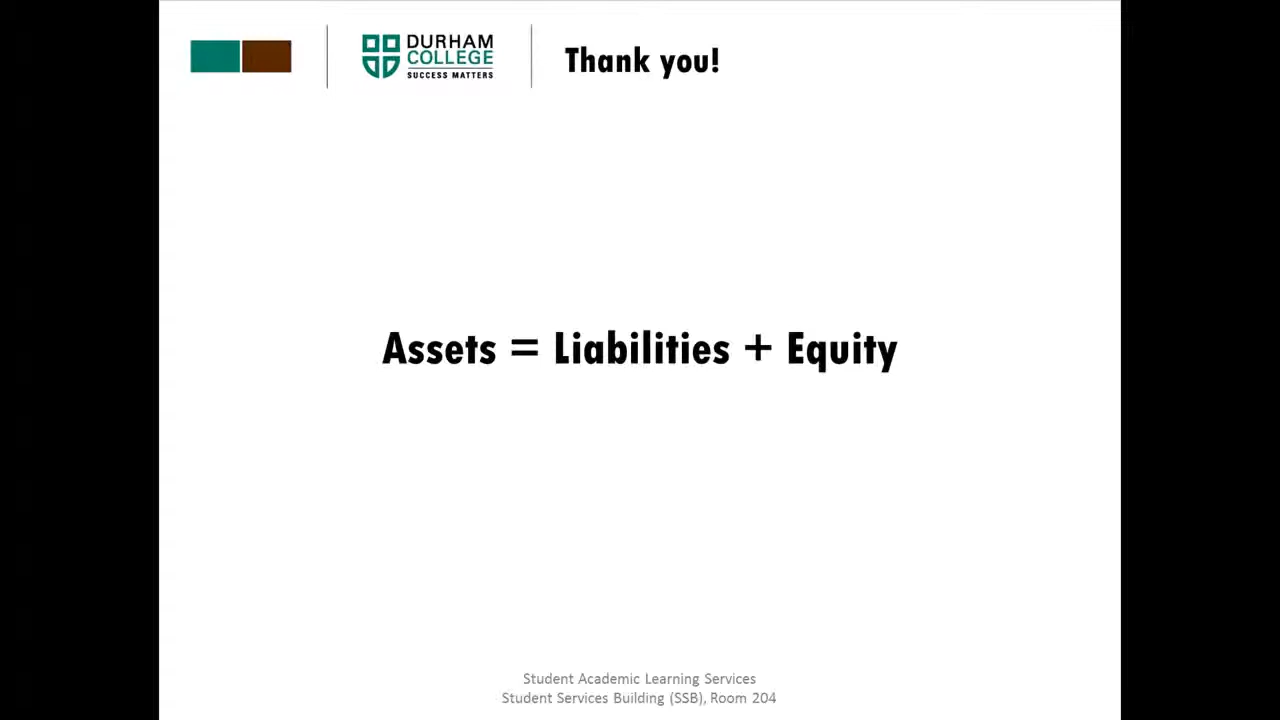 DURHAM
COLLEGE
SUCCESS MATTERS
Thank you!
Assets = Liabilities + Equity
Student Academic Learning Services
Student Services Building (SSB), Room 204